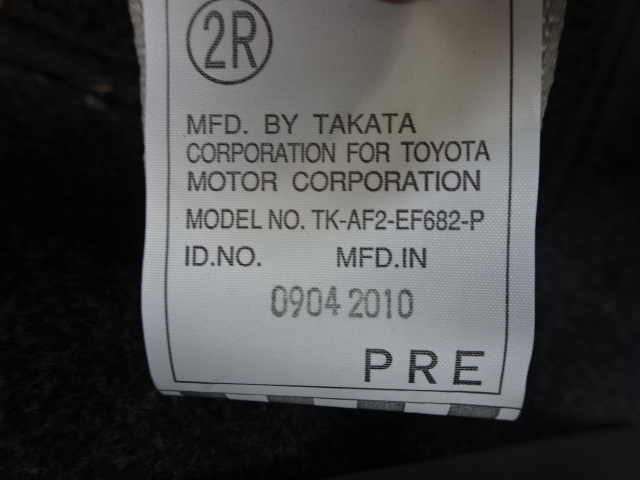 2R
MFD. BY TAKATA
CORPORATION FOR TOYOTA
MOTOR CORPORATION
MODEL NO. TK-AF2-EF682-P
ID.NO. MFD.IN
0904 2010
PRE